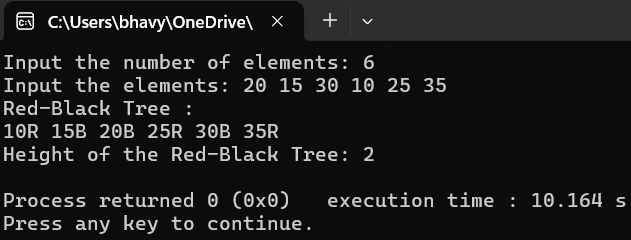 C:\Users\bhavy\OneDrive\
Input the number of elements: 6
Input the elements: 20 15 30 10 25 35
Red-Black Tree :
10R 15B 20B 25R 30B 35R
Height of the Red-Black Tree: 2
Process returned 0 (0x0)   execution time : 10.164 s
Press any key to continue.